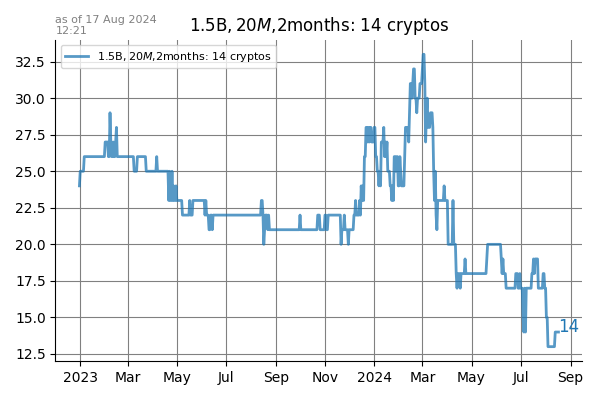 as of 17 Aug 2024
12:21
1.5B, 20M,2months: 14 cryptos
1.5B, 20M,2months: 14 cryptos
32.5
30.0
27.5
25.0
22.5
20.0
17.5
15.0
12.5
14
2023 Mar May Jul Sep Nov 2024 Mar May Jul Sep